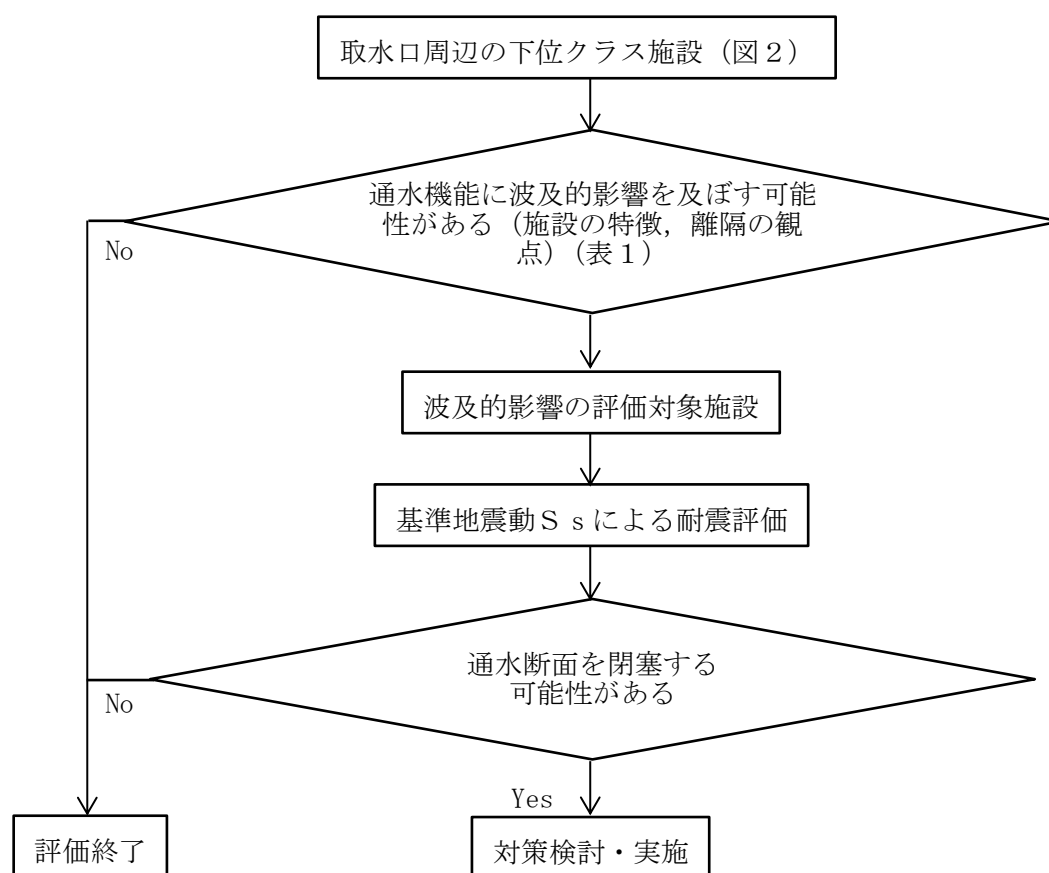 取水口周辺の下位クラス施設（図２）
通水機能に波及的影響を及ぼす可能
性がある（施設の特徴，離隔の観
点）（表１）
No
波及的影響の評価対象施設
基準地震動Ｓｓによる耐震評価
通水断面を閉塞する
可能性がある
No
Yes
評価終了
対策検討・実施